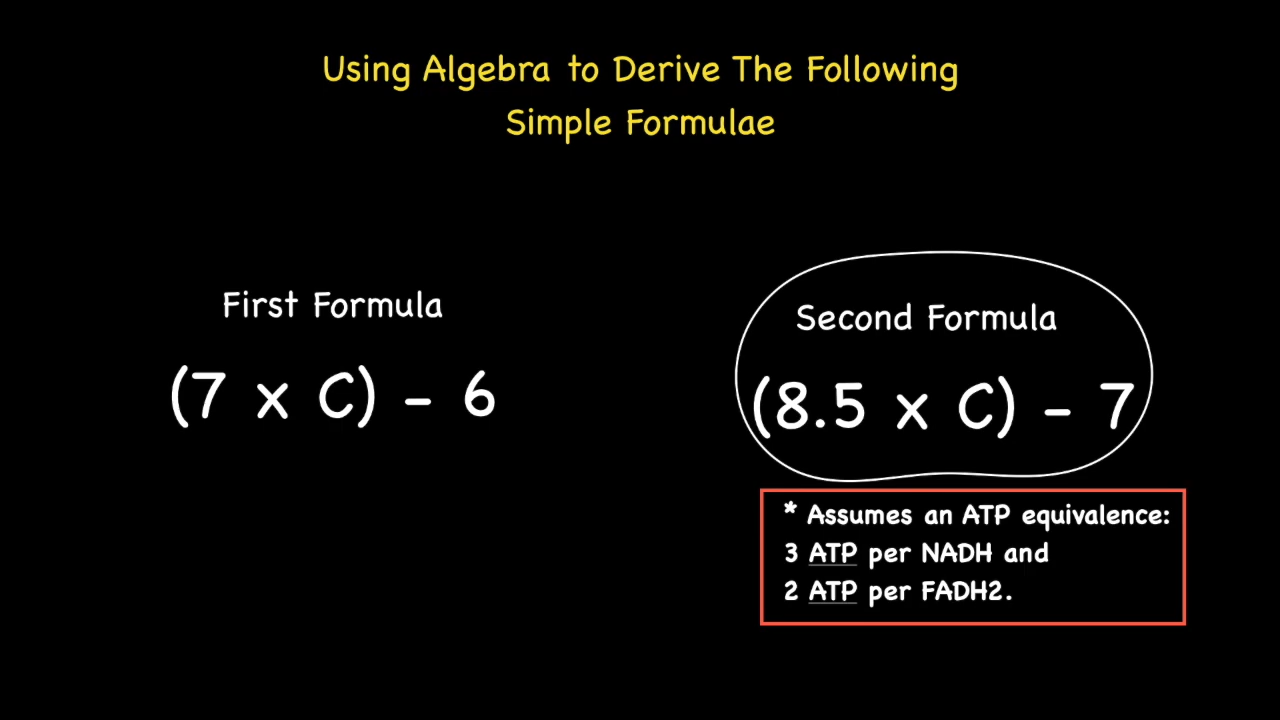 Using Algebra to Derive The Following
Simple Formulae
First Formula
(7 x C) - 6
Second Formula
(8.5 x C) - 7
* Assumes an ATP equivalence:
3 ATP per NADH and
2 ATP per FADH2.